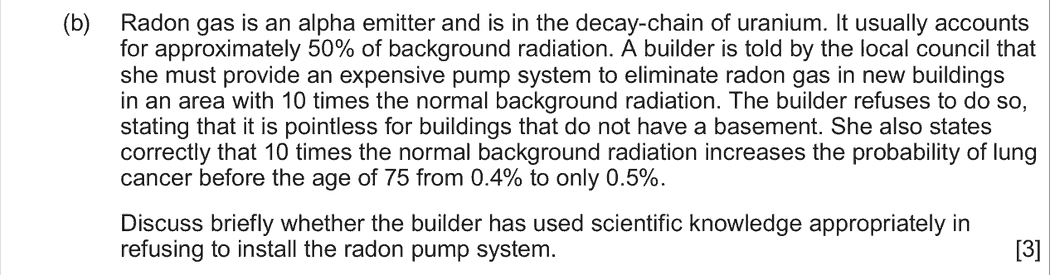 (b) Radon gas is an alpha emitter and is in the decay-chain of uranium. It usually accounts
for approximately 50% of background radiation. A builder is told by the local council that
she must provide an expensive pump system to eliminate radon gas in new buildings
in an area with 10 times the normal background radiation. The builder refuses to do so,
stating that it is pointless for buildings that do not have a basement. She also states
correctly that 10 times the normal background radiation increases the probability of lung
cancer before the age of 75 from 0.4% to only 0.5%.
Discuss briefly whether the builder has used scientific knowledge appropriately in
refusing to install the radon pump system. [3]